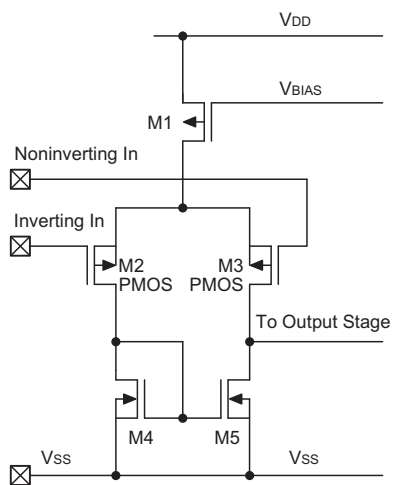 VDD
VBIAS
M1
Noninverting In
Inverting In
M2
PMOS
M3
PMOS
To Output Stage
M4
M5
VSS
VSS